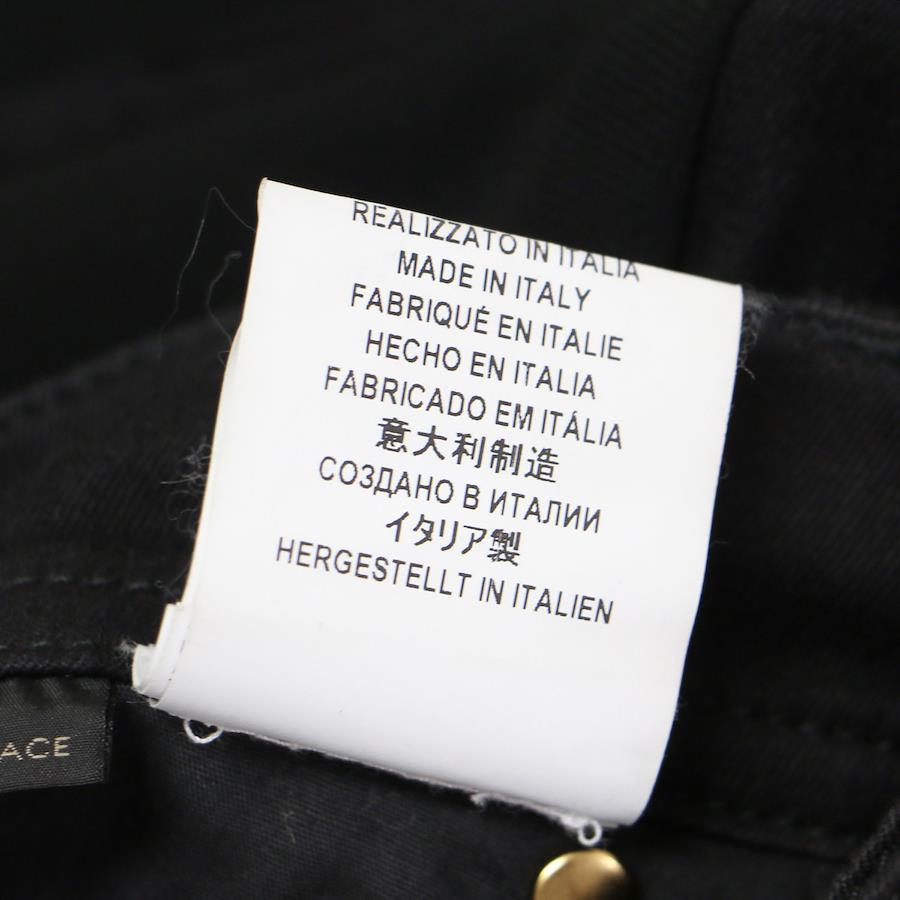 REALIZZATO IN ITALIA
MADE IN ITALY
FABRIQUÉ EN ITALIE
HECHO EN ITALIA
FABRICADO EM ITÁLIA
意大利制造
СОЗДАНО В ИТАЛИИ
イタリア製
HERGESTELLT IN ITALIEN
ACE